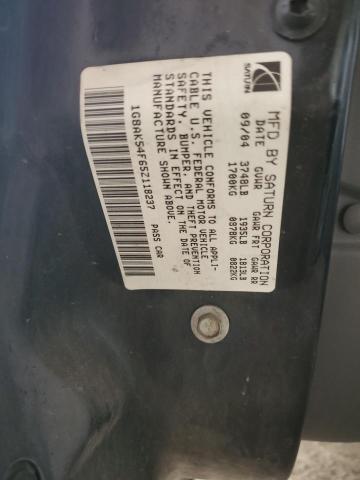 SATURN
MFD BY SATURN CORPORATION
DATE GVWR GAWR FRT GAWR RR
09/04 3748LB 1935LB 1813LB
1700KG 0878KG 0822KG
THIS VEHICLE CONFORMS TO ALL APPLI-
CABLE U.S. FEDERAL MOTOR VEHICLE
SAFETY, BUMPER, AND THEFT PREVENTION
STANDARDS IN EFFECT ON THE DATE OF
MANUFACTURE SHOWN ABOVE.
1G8AK54F65Z118237 PASS CAR